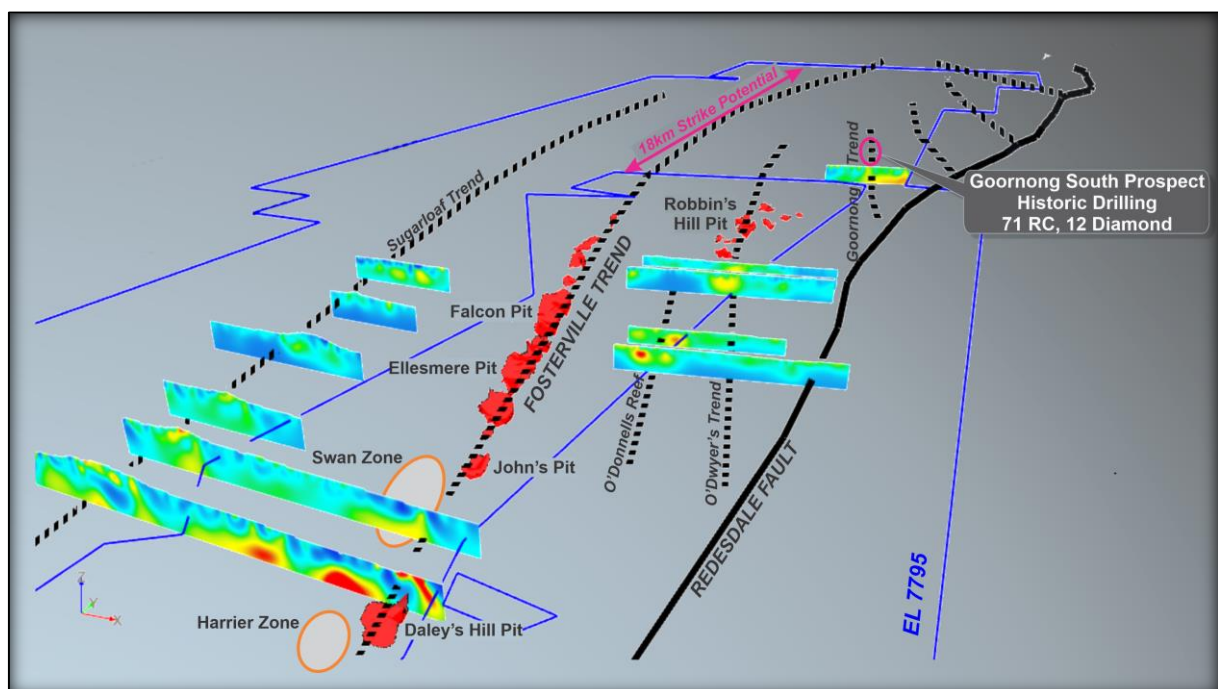 18km Strike Potential
Sugarloaf Trend
Goornong Trend
Goornong South Prospect
Historic Drilling
71 RC, 12 Diamond
Robbin's
Hill Pit
Falcon Pit
FOSTERVILLE TREND
Ellesmere Pit
Swan Zone
John's Pit
O'Donnells Reef
O'Dwyer's Trend
REDESDALE FAULT
EL 7795
Harrier Zone
Daley's Hill Pit
Z
Y
X